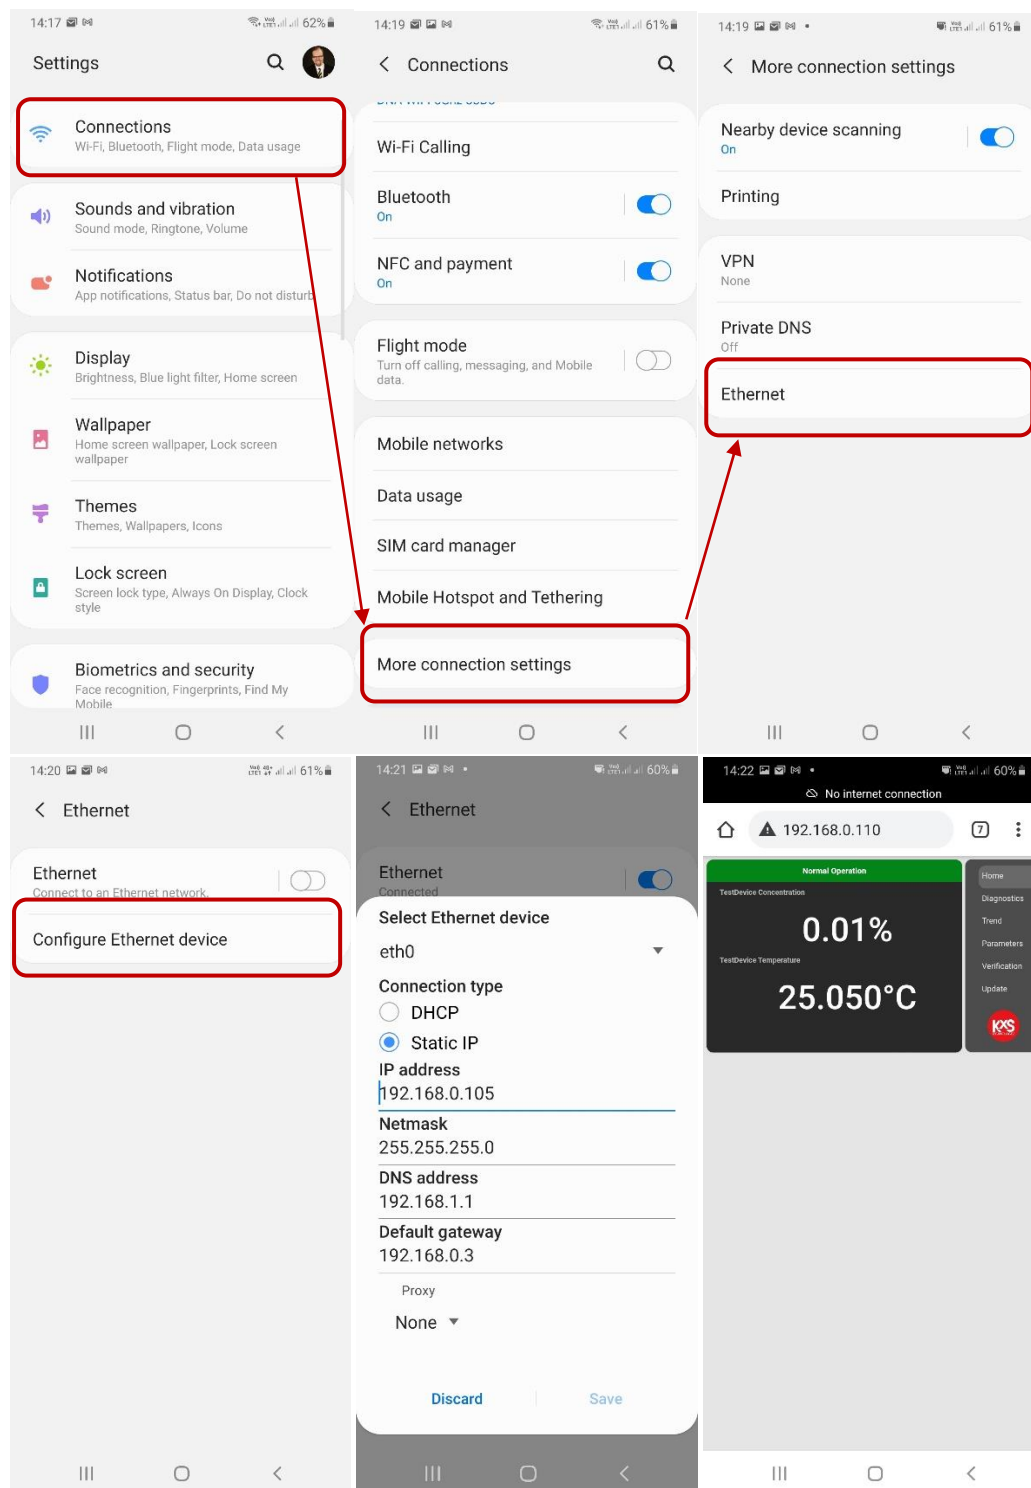 14:17
62%
Settings
Connections
Wi-Fi, Bluetooth, Flight mode, Data usage
Sounds and vibration
Sound mode, Ringtone, Volume
Notifications
App notifications, Status bar, Do not disturb
Display
Brightness, Blue light filter, Home screen
Wallpaper
Home screen wallpaper, Lock screen
wallpaper
Themes
Themes, Wallpapers, Icons
Lock screen
Screen lock type, Always On Display, Clock
style
Biometrics and security
Face recognition, Fingerprints, Find My
Mobile
14:19
61%
Connections
Wi-Fi Calling
Bluetooth
On
NFC and payment
On
Flight mode
Turn off calling, messaging, and Mobile
data.
Mobile networks
Data usage
SIM card manager
Mobile Hotspot and Tethering
More connection settings
14:19
61%
More connection settings
Nearby device scanning
On
Printing
VPN
None
Private DNS
Off
Ethernet
14:20
61%
Ethernet
Ethernet
Connect to an Ethernet network.
Configure Ethernet device
14:21
60%
Ethernet
Ethernet
Connected
Select Ethernet device
eth0
Connection type
DHCP
Static IP
IP address
192.168.0.105
Netmask
255.255.255.0
DNS address
192.168.1.1
Default gateway
192.168.0.3
Proxy
None
Discard
Save
14:22
60%
No internet connection
192.168.0.110
7
Normal Operation
TestDevice Concentration
0.01%
TestDevice Temperature
25.050°C
Home
Diagnostics
Trend
Parameters
Verification
Update
KXS